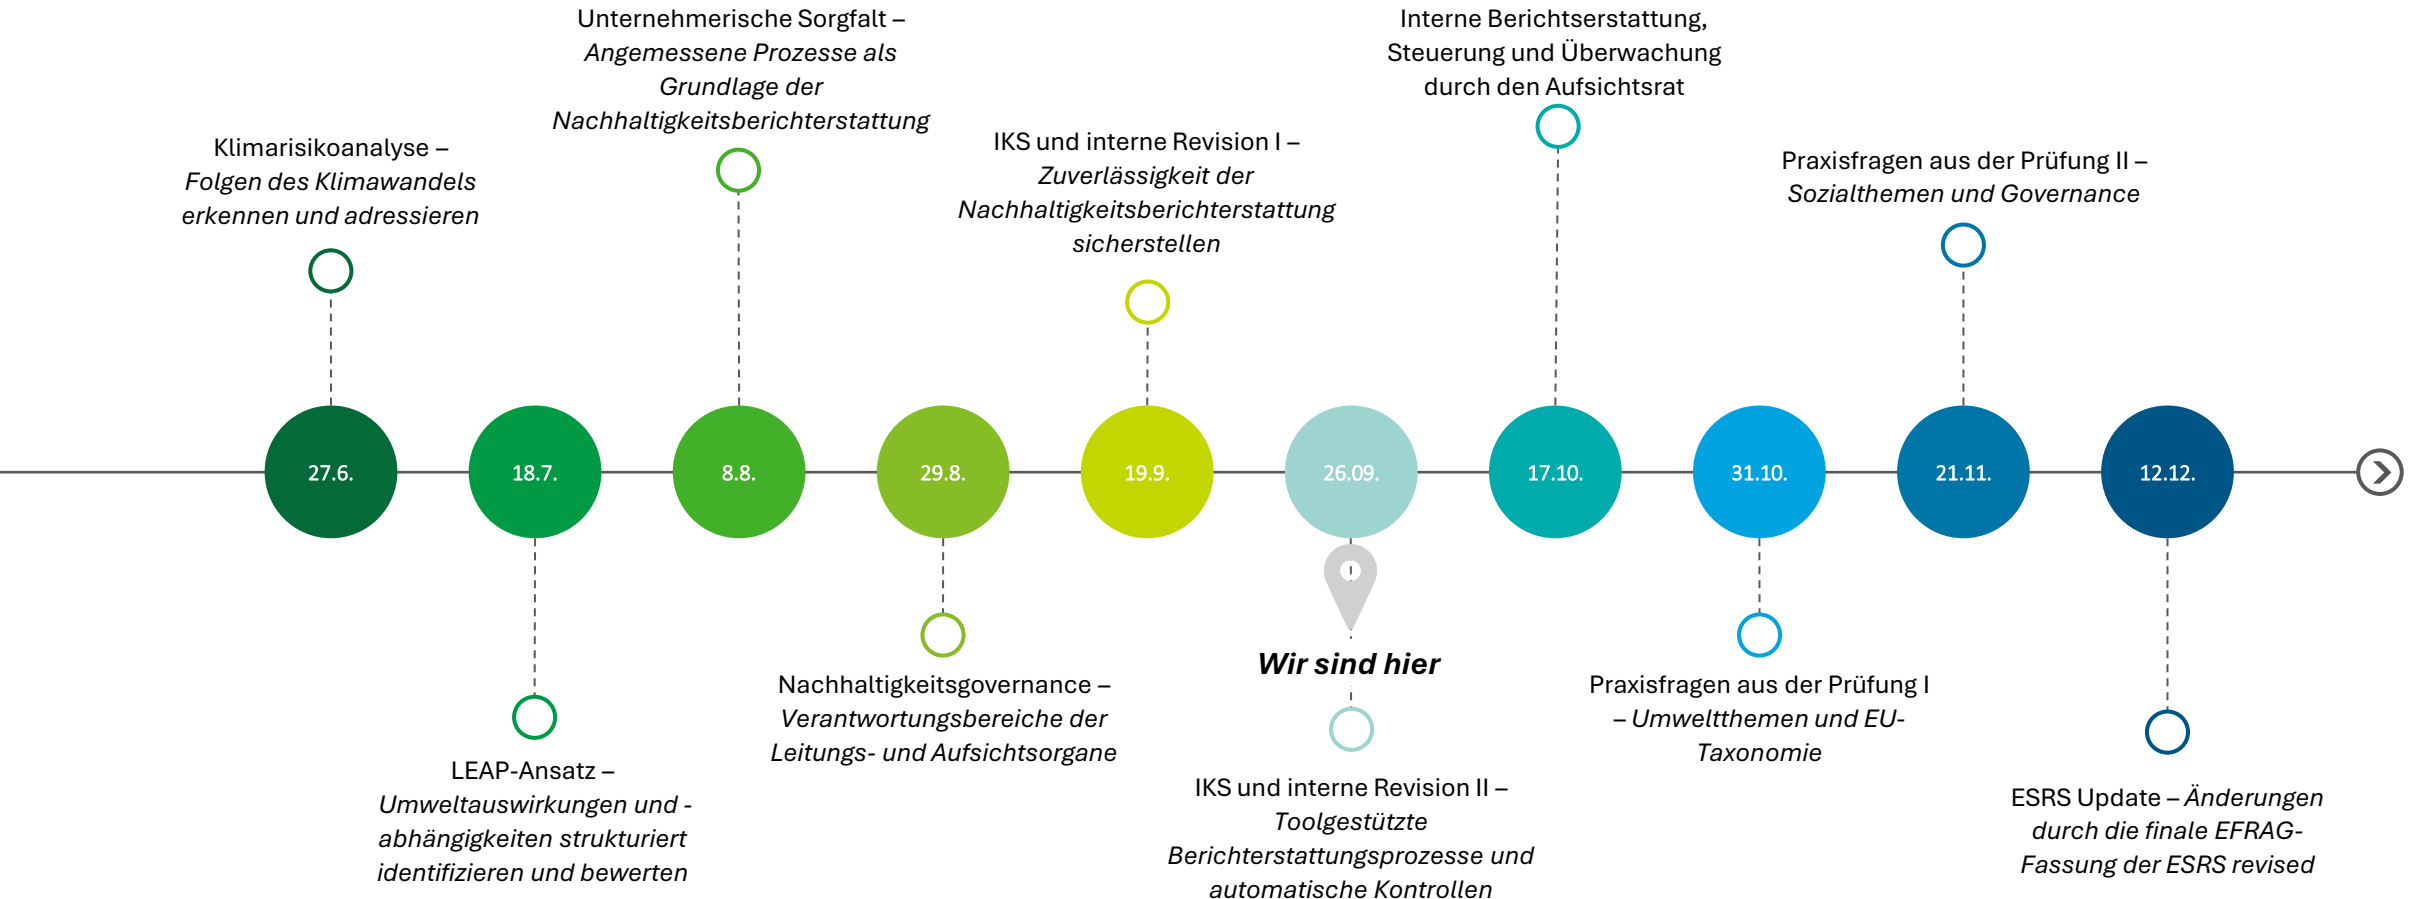 Unternehmerische Sorgfalt –
Angemessene Prozesse als
Grundlage der
Nachhaltigkeitsberichterstattung
Interne Berichtserstattung,
Steuerung und Überwachung
durch den Aufsichtsrat
Klimarisikoanalyse –
Folgen des Klimawandels
erkennen und adressieren
IKS und interne Revision I –
Zuverlässigkeit der
Nachhaltigkeitsberichterstattung
sicherstellen
Praxisfragen aus der Prüfung II –
Sozialthemen und Governance
27.6.
18.7.
8.8.
29.8.
19.9.
26.09.
17.10.
31.10.
21.11.
12.12.
Wir sind hier
LEAP-Ansatz –
Umweltauswirkungen und -
abhängigkeiten strukturiert
identifizieren und bewerten
Nachhaltigkeitsgovernance –
Verantwortungsbereiche der
Leitungs- und Aufsichtsorgane
IKS und interne Revision II –
Toolgestützte
Berichterstattungsprozesse und
automatische Kontrollen
Praxisfragen aus der Prüfung I
– Umweltthemen und EU-
Taxonomie
ESRS Update – Änderungen
durch die finale EFRAG-
Fassung der ESRS revised